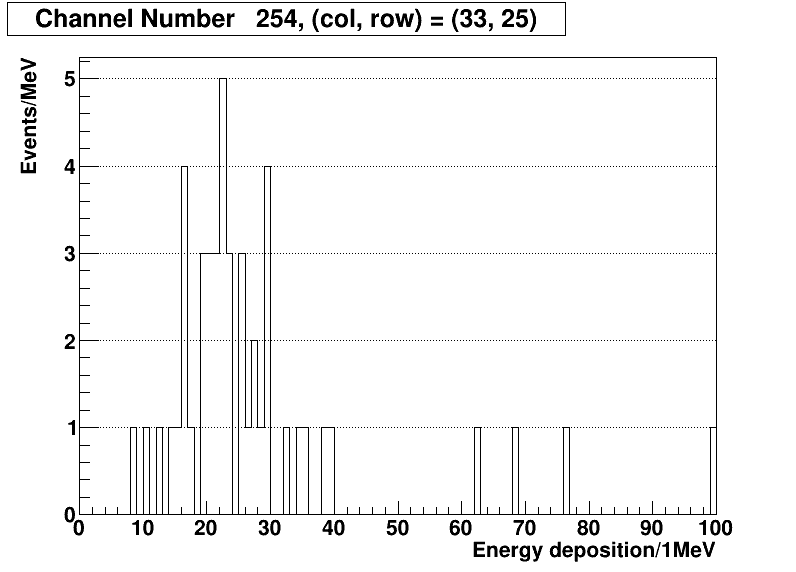 Channel Number 254, (col, row) = (33, 25)
Events/MeV
5
4
3
2
1
0
0 10 20 30 40 50 60 70 80 90 100
Energy deposition/1MeV